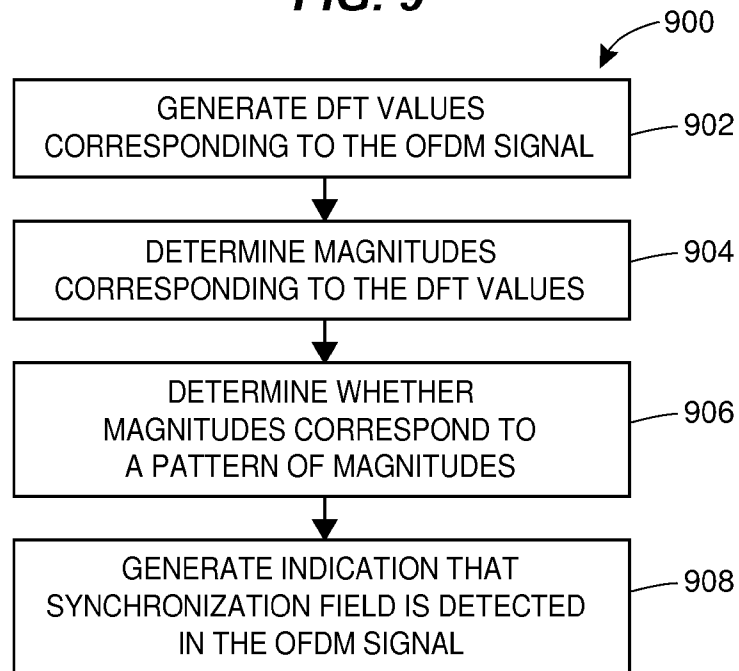 FIG. 9
900
GENERATE DFT VALUES
CORRESPONDING TO THE OFDM SIGNAL
902
DETERMINE MAGNITUDES
CORRESPONDING TO THE DFT VALUES
904
DETERMINE WHETHER
MAGNITUDES CORRESPOND TO
A PATTERN OF MAGNITUDES
906
GENERATE INDICATION THAT
SYNCHRONIZATION FIELD IS DETECTED
IN THE OFDM SIGNAL
908